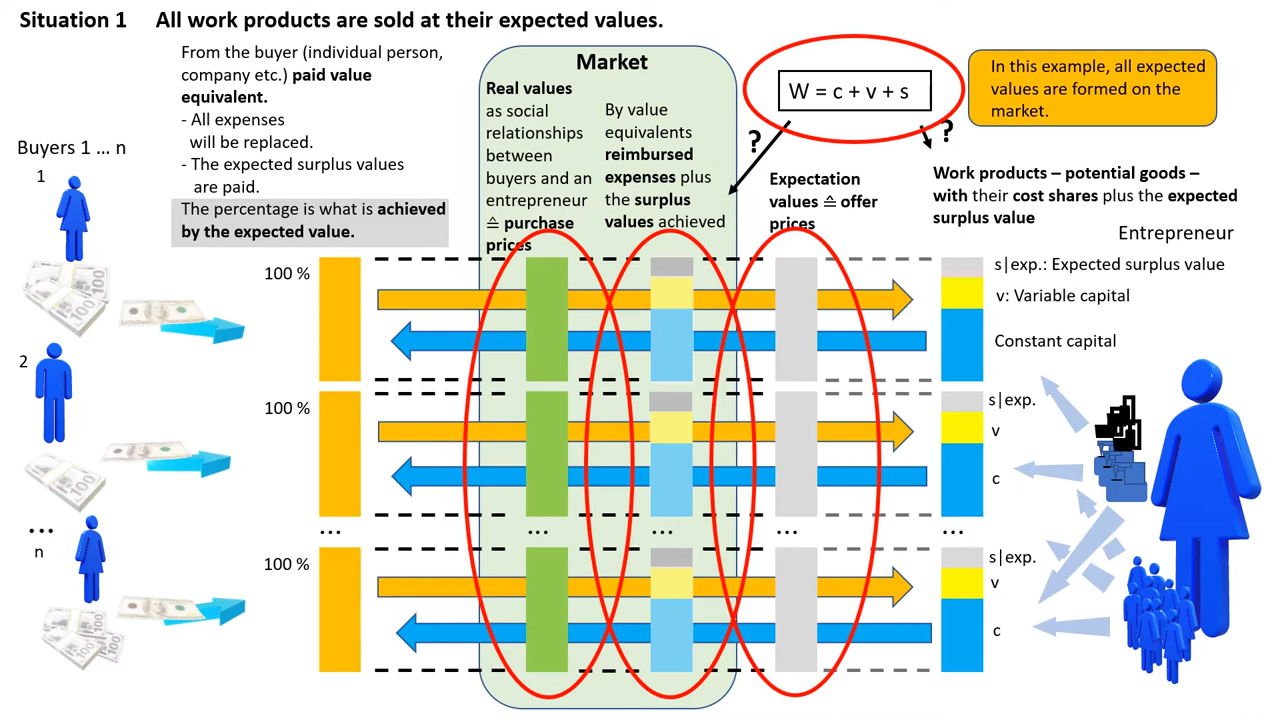 Situation 1 All work products are sold at their expected values.
From the buyer (individual person,
company etc.) paid value
equivalent.
- All expenses
will be replaced.
- The expected surplus values
are paid.
The percentage is what is achieved
by the expected value.
Buyers 1 ... n
1
2
...
n
Market
Real values
as social
relationships
between
buyers and an
entrepreneur
≙ purchase
prices
By value
equivalents
reimbursed
expenses plus
the surplus
values achieved
W = c + v + s
?
?
In this example, all expected
values are formed on the
market.
Expectation
values ≙ offer
prices
Work products – potential goods –
with their cost shares plus the expected
surplus value
Entrepreneur
100 %
s|exp.: Expected surplus value
v: Variable capital
Constant capital
100 %
s|exp.
v
c
... ... ... ... ...
100 %
s|exp.
v
c
100
100
100
100
100